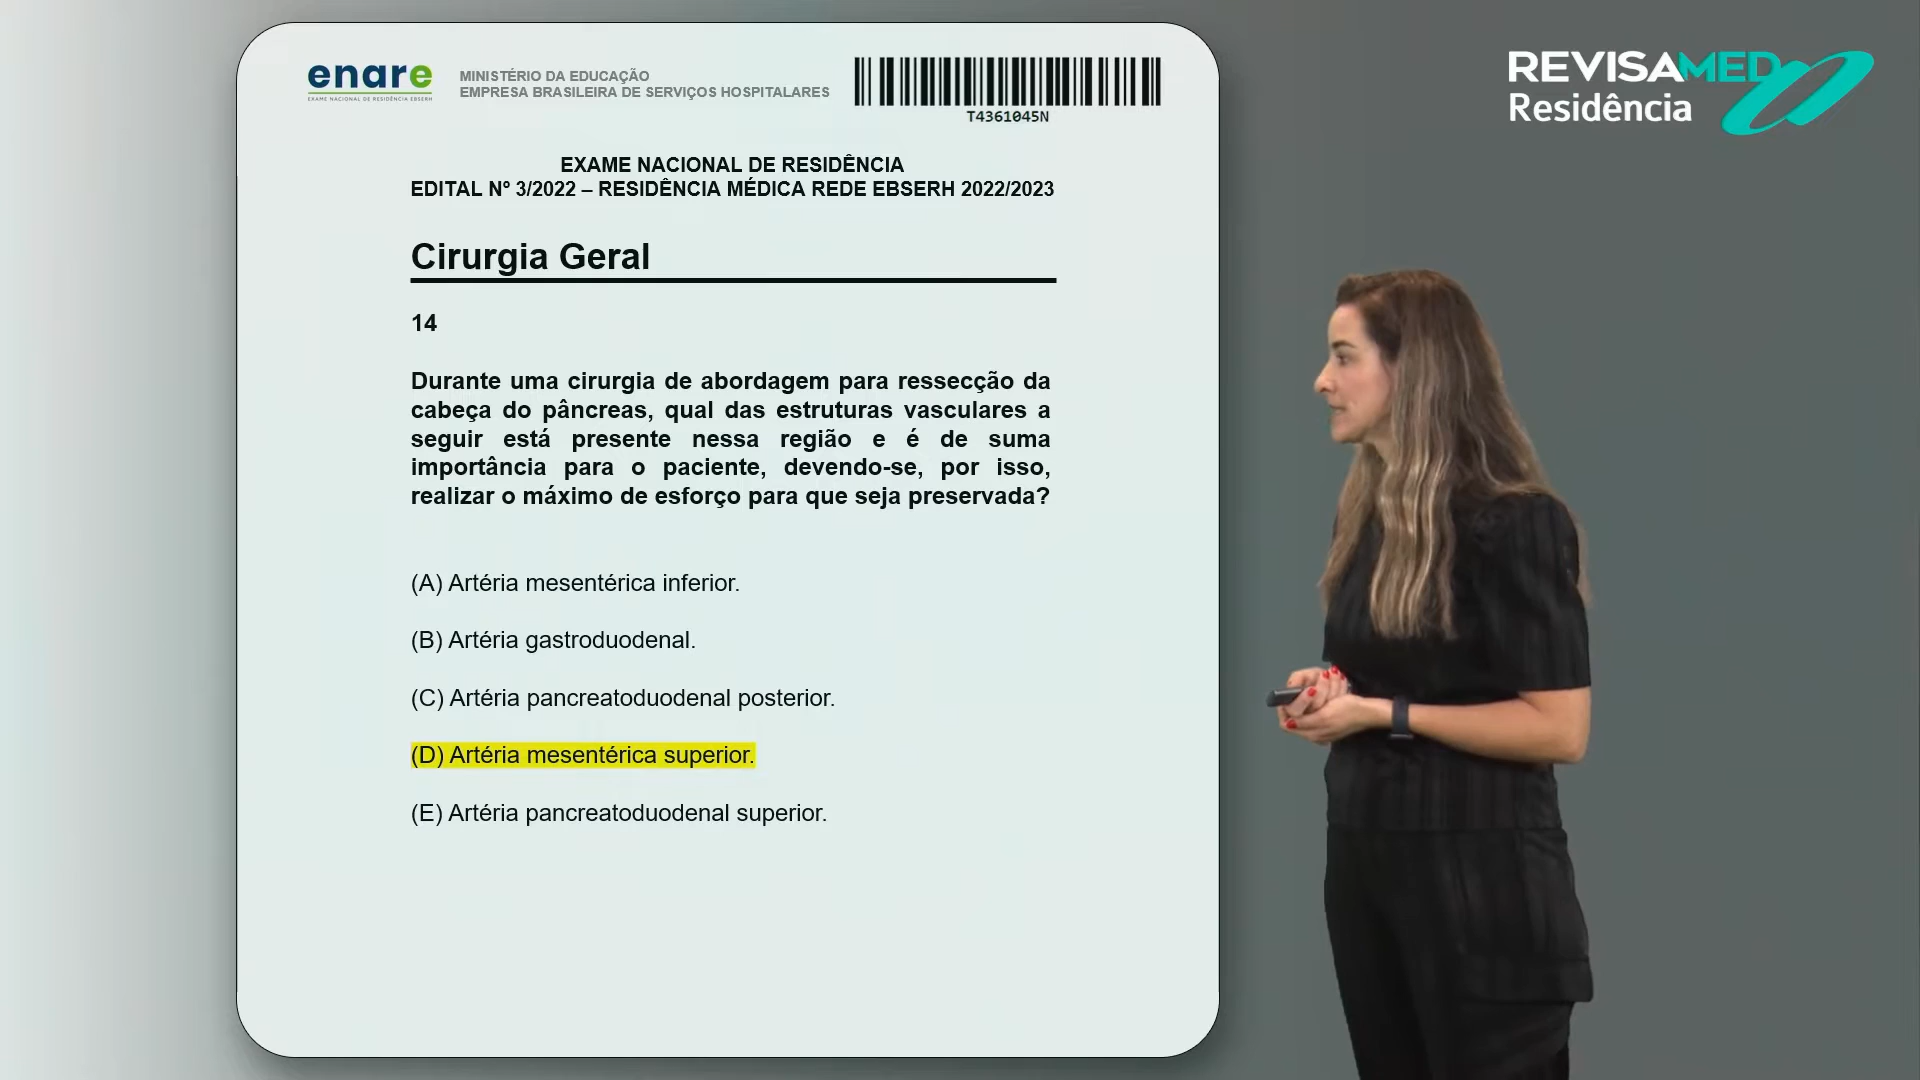 enare
EXAME NACIONAL DE RESIDÊNCIA EBSERH
MINISTÉRIO DA EDUCAÇÃO
EMPRESA BRASILEIRA DE SERVIÇOS HOSPITALARES
T4361045N
REVISAMED
Residência
EXAME NACIONAL DE RESIDÊNCIA
EDITAL Nº 3/2022 – RESIDÊNCIA MÉDICA REDE EBSERH 2022/2023
Cirurgia Geral
14
Durante uma cirurgia de abordagem para ressecção da
cabeça do pâncreas, qual das estruturas vasculares a
seguir está presente nessa região e é de suma
importância para o paciente, devendo-se, por isso,
realizar o máximo de esforço para que seja preservada?
(A) Artéria mesentérica inferior.
(B) Artéria gastroduodenal.
(C) Artéria pancreatoduodenal posterior.
(D) Artéria mesentérica superior.
(E) Artéria pancreatoduodenal superior.